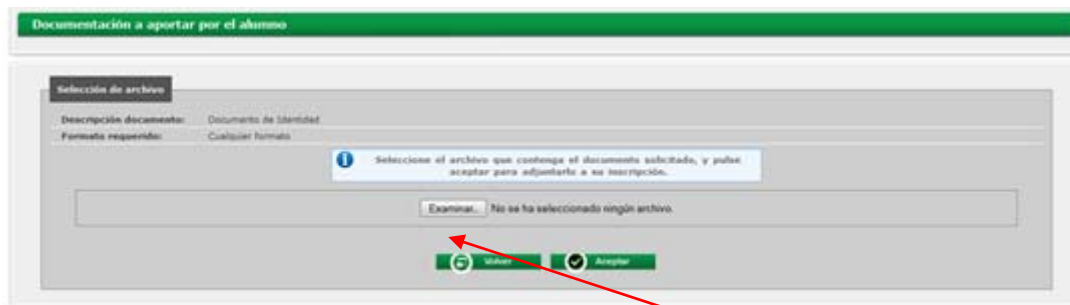 Documentación a aportar por el alumno
Selección de archivo
Descripción documento: Documento de Identidad
Formato requerido: Cualquier formato
Seleccione el archivo que contenga el documento solicitado, y pulse
aceptar para adjuntarlo a su inscripción.
Examinar.. No se ha seleccionado ningún archivo.
Volver Aceptar